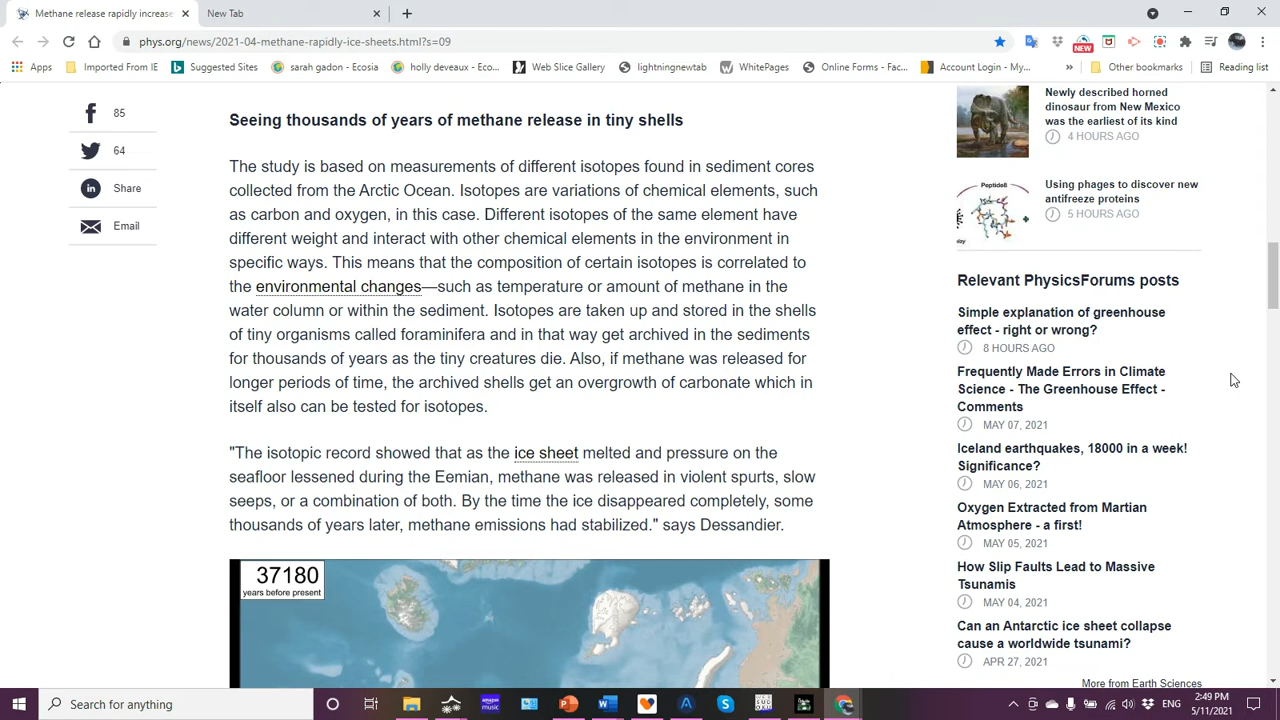 Methane release rapidly increase
New Tab
phys.org/news/2021-04-methane-rapidly-ice-sheets.html?s=09
NEW
Apps
Imported From IE
Suggested Sites
sarah gadon - Ecosia
holly deveaux - Eco...
Web Slice Gallery
lightningnewtab
WhitePages
Online Forms - Fac...
Account Login - My...
Other bookmarks
Reading list
85
64
Share
Email
Seeing thousands of years of methane release in tiny shells
The study is based on measurements of different isotopes found in sediment cores
collected from the Arctic Ocean. Isotopes are variations of chemical elements, such
as carbon and oxygen, in this case. Different isotopes of the same element have
different weight and interact with other chemical elements in the environment in
specific ways. This means that the composition of certain isotopes is correlated to
the environmental changes—such as temperature or amount of methane in the
water column or within the sediment. Isotopes are taken up and stored in the shells
of tiny organisms called foraminifera and in that way get archived in the sediments
for thousands of years as the tiny creatures die. Also, if methane was released for
longer periods of time, the archived shells get an overgrowth of carbonate which in
itself also can be tested for isotopes.
"The isotopic record showed that as the ice sheet melted and pressure on the
seafloor lessened during the Eemian, methane was released in violent spurts, slow
seeps, or a combination of both. By the time the ice disappeared completely, some
thousands of years later, methane emissions had stabilized." says Dessandier.
37180
years before present
Newly described horned
dinosaur from New Mexico
was the earliest of its kind
4 HOURS AGO
Using phages to discover new
antifreeze proteins
5 HOURS AGO
Relevant PhysicsForums posts
Simple explanation of greenhouse
effect - right or wrong?
8 HOURS AGO
Frequently Made Errors in Climate
Science - The Greenhouse Effect -
Comments
MAY 07, 2021
Iceland earthquakes, 18000 in a week!
Significance?
MAY 06, 2021
Oxygen Extracted from Martian
Atmosphere - a first!
MAY 05, 2021
How Slip Faults Lead to Massive
Tsunamis
MAY 04, 2021
Can an Antarctic ice sheet collapse
cause a worldwide tsunami?
APR 27, 2021
More from Earth Sciences
Search for anything
ENG
2:49 PM
5/11/2021